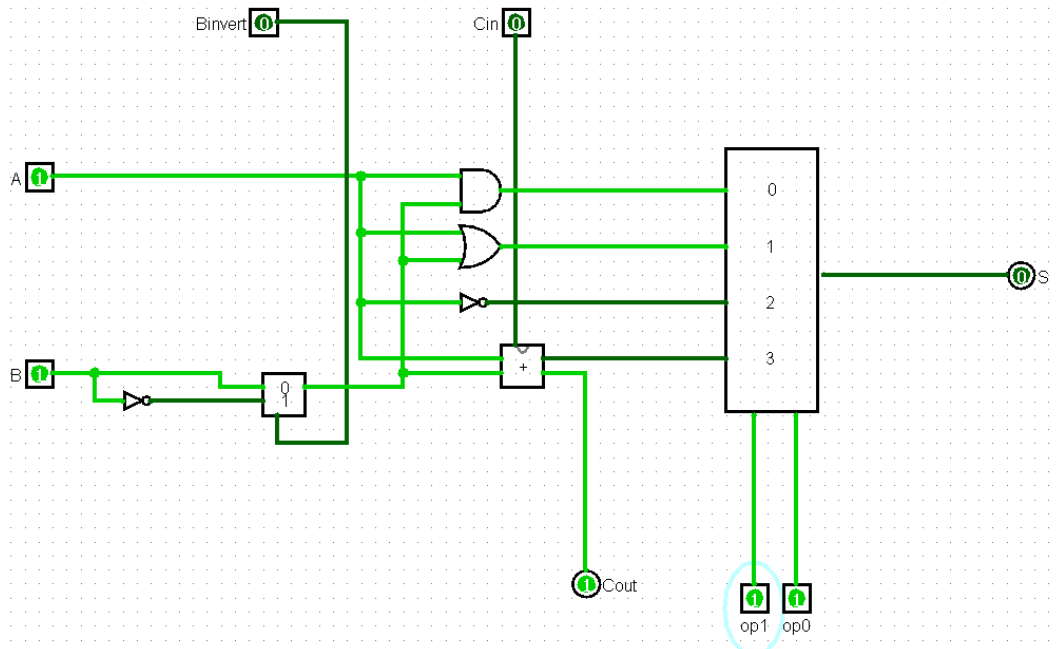 Binvert 0
Cin 0
A 1
0
1
S 0
2
3
+
B 1
0
1
Cout 1
1 1
op1 op0